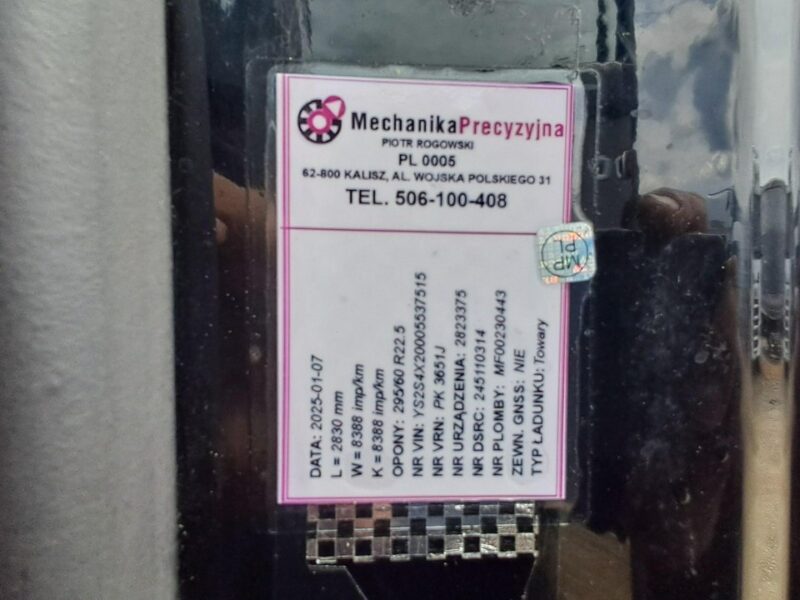 MechanikaPrecyzyjna
PIOTR ROGOWSKI
PL 0005
62-800 KALISZ, AL. WOJSKA POLSKIEGO 31
TEL. 506-100-408
MP
PL
DATA: 2025-01-07
L = 2830 mm
W = 8388 imp/km
K = 8388 imp/km
OPONY: 295/60 R22.5
NR VIN: YS2S4X20005537515
NR VRN: PK 3651J
NR URZĄDZENIA: 2823375
NR DSRC: 245110314
NR PLOMBY: MF00230443
ZEWN. GNSS: NIE
TYP ŁADUNKU: Towary